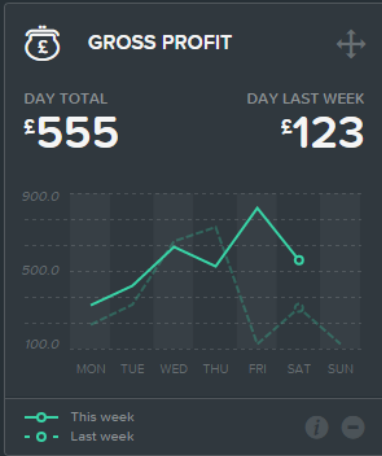 £
GROSS PROFIT
DAY TOTAL DAY LAST WEEK
£555 £123
900.0
500.0
100.0
MON TUE WED THU FRI SAT SUN
This week
Last week
i